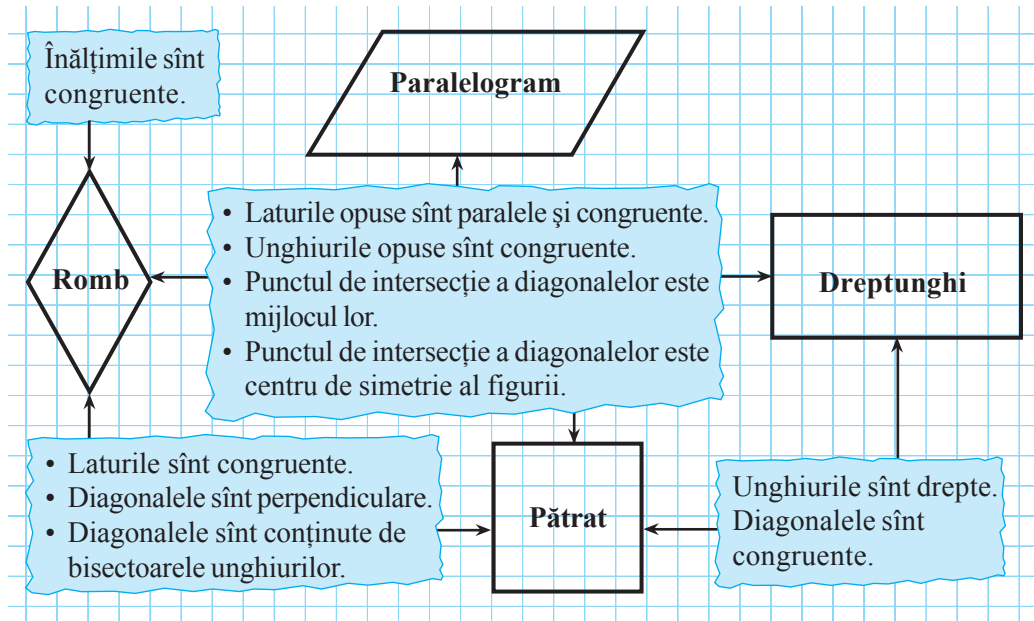 Înălțimile sînt
congruente.
Paralelogram
• Laturile opuse sînt paralele şi congruente.
• Unghiurile opuse sînt congruente.
• Punctul de intersecție a diagonalelor este
mijlocul lor.
• Punctul de intersecție a diagonalelor este
centru de simetrie al figurii.
Romb
Dreptunghi
• Laturile sînt congruente.
• Diagonalele sînt perpendiculare.
• Diagonalele sînt conținute de
bisectoarele unghiurilor.
Pătrat
Unghiurile sînt drepte.
Diagonalele sînt
congruente.